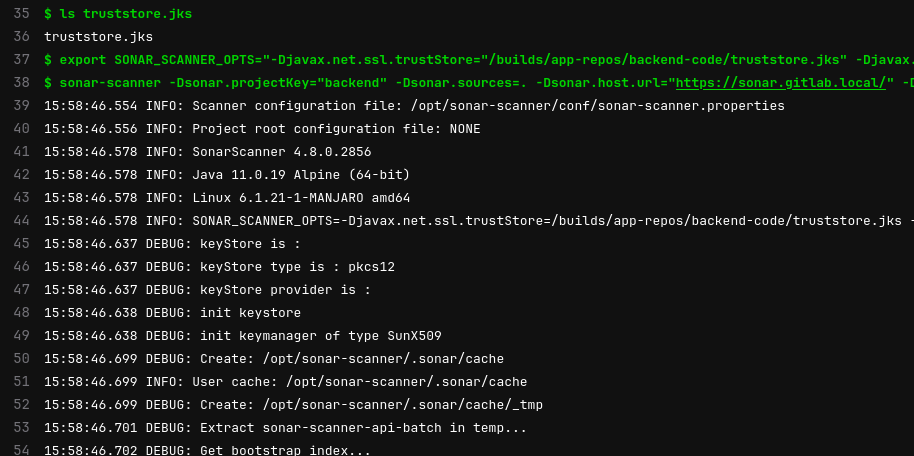 35 $ ls truststore.jks
36 truststore.jks
37 $ export SONAR_SCANNER_OPTS="-Djavax.net.ssl.trustStore="/builds/app-repos/backend-code/truststore.jks" -Djavax.
38 $ sonar-scanner -Dsonar.projectKey="backend" -Dsonar.sources=. -Dsonar.host.url="https://sonar.gitlab.local/" -D
39 15:58:46.554 INFO: Scanner configuration file: /opt/sonar-scanner/conf/sonar-scanner.properties
40 15:58:46.556 INFO: Project root configuration file: NONE
41 15:58:46.578 INFO: SonarScanner 4.8.0.2856
42 15:58:46.578 INFO: Java 11.0.19 Alpine (64-bit)
43 15:58:46.578 INFO: Linux 6.1.21-1-MANJARO amd64
44 15:58:46.578 INFO: SONAR_SCANNER_OPTS=-Djavax.net.ssl.trustStore=/builds/app-repos/backend-code/truststore.jks -
45 15:58:46.637 DEBUG: keyStore is :
46 15:58:46.637 DEBUG: keyStore type is : pkcs12
47 15:58:46.637 DEBUG: keyStore provider is :
48 15:58:46.638 DEBUG: init keystore
49 15:58:46.638 DEBUG: init keymanager of type SunX509
50 15:58:46.699 DEBUG: Create: /opt/sonar-scanner/.sonar/cache
51 15:58:46.699 INFO: User cache: /opt/sonar-scanner/.sonar/cache
52 15:58:46.699 DEBUG: Create: /opt/sonar-scanner/.sonar/cache/_tmp
53 15:58:46.701 DEBUG: Extract sonar-scanner-api-batch in temp...
54 15:58:46.702 DEBUG: Get bootstrap index...